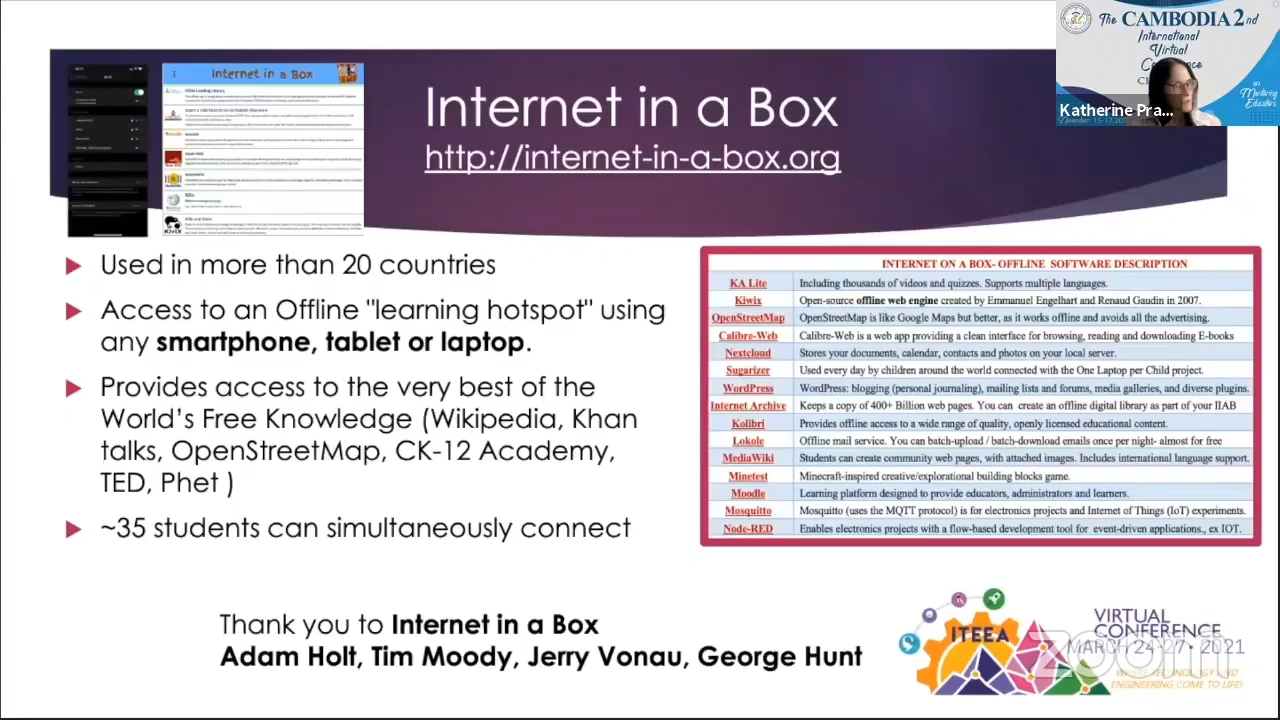 The CAMBODIA 2nd
International
Virtual
Katherine Pra...
Mentoring
Educators
Internet in a Box
Internet in a Box
http://internet-in-a-box.org
Used in more than 20 countries
Access to an Offline "learning hotspot" using
any smartphone, tablet or laptop.
Provides access to the very best of the
World’s Free Knowledge (Wikipedia, Khan
talks, OpenStreetMap, CK-12 Academy,
TED, Phet )
~35 students can simultaneously connect
INTERNET ON A BOX- OFFLINE SOFTWARE DESCRIPTION
KA Lite Including thousands of videos and quizzes. Supports multiple languages.
Kiwix Open-source offline web engine created by Emmanuel Engelhart and Renaud Gaudin in 2007.
OpenStreetMap OpenStreetMap is like Google Maps but better, as it works offline and avoids all the advertising.
Calibre-Web Calibre-Web is a web app providing a clean interface for browsing, reading and downloading E-books
Nextcloud Stores your documents, calendar, contacts and photos on your local server.
Sugarizer Used every day by children around the world connected with the One Laptop per Child project.
WordPress WordPress: blogging (personal journaling), mailing lists and forums, media galleries, and diverse plugins.
Internet Archive Keeps a copy of 400+ Billion web pages. You can create an offline digital library as part of your IIAB
Kolibri Provides offline access to a wide range of quality, openly licensed educational content.
Lokole Offline mail service. You can batch-upload / batch-download emails once per night- almost for free
MediaWiki Students can create community web pages, with attached images. Includes international language support.
Minetest Minecraft-inspired creative/explorational building blocks game.
Moodle Learning platform designed to provide educators, administrators and learners.
Mosquitto Mosquitto (uses the MQTT protocol) is for electronics projects and Internet of Things (IoT) experiments.
Node-RED Enables electronics projects with a flow-based development tool for event-driven applications., ex IOT.
Thank you to Internet in a Box
Adam Holt, Tim Moody, Jerry Vonau, George Hunt
ITEEA
VIRTUAL
CONFERENCE
MARCH 24-27 • 2021
WHERE TECHNOLOGY AND
ENGINEERING COME TO LIFE!
zoom